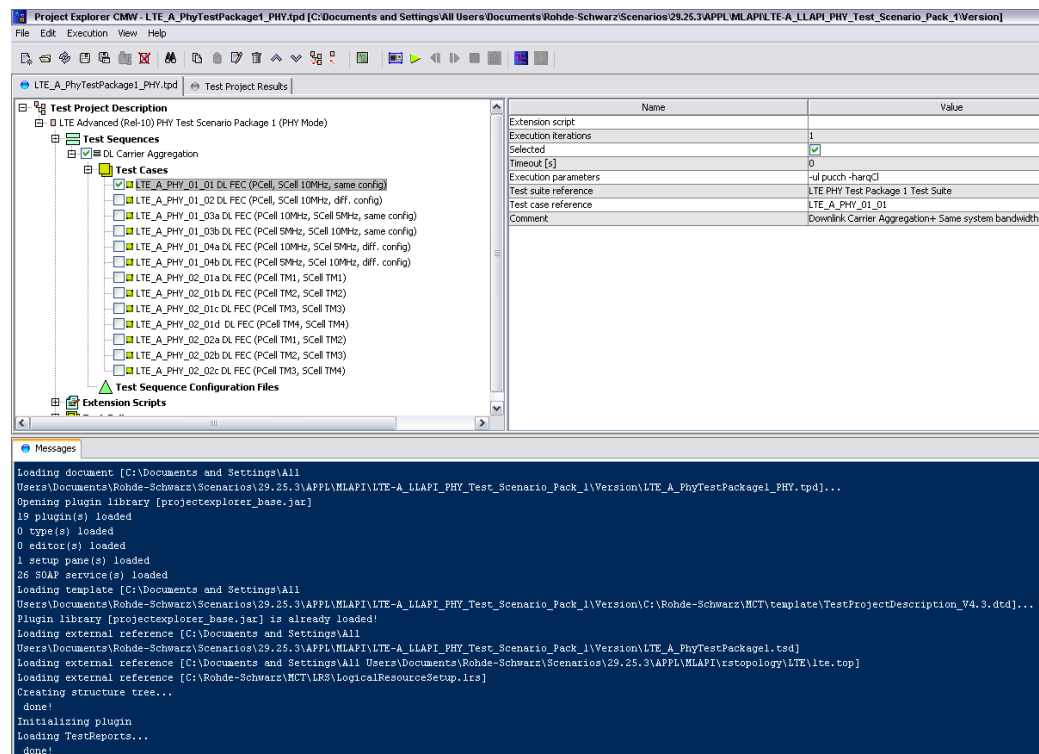 Project Explorer CMW - LTE_A_PhyTestPackage1_PHY.tpd [C:\Documents and Settings\All Users\Documents\Rohde-Schwarz\Scenarios\29.25.3\APPL\MLAPI\LTE-A_LLAPI_PHY_Test_Scenario_Pack_1\Version]
File Edit Execution View Help
LTE_A_PhyTestPackage1_PHY.tpd Test Project Results
Test Project Description
LTE Advanced (Rel-10) PHY Test Scenario Package 1 (PHY Mode)
Test Sequences
DL Carrier Aggregation
Test Cases
LTE_A_PHY_01_01 DL FEC (PCell, SCell 10MHz, same config)
LTE_A_PHY_01_02 DL FEC (PCell, SCell 10MHz, diff. config)
LTE_A_PHY_01_03a DL FEC (PCell 10MHz, SCell 5MHz, same config)
LTE_A_PHY_01_03b DL FEC (PCell 5MHz, SCell 10MHz, same config)
LTE_A_PHY_01_04a DL FEC (PCell 10MHz, SCel 5MHz, diff. config)
LTE_A_PHY_01_04b DL FEC (PCell 5MHz, SCel 10MHz, diff. config)
LTE_A_PHY_02_01a DL FEC (PCell TM1, SCell TM1)
LTE_A_PHY_02_01b DL FEC (PCell TM2, SCell TM2)
LTE_A_PHY_02_01c DL FEC (PCell TM3, SCell TM3)
LTE_A_PHY_02_01d DL FEC (PCell TM4, SCell TM4)
LTE_A_PHY_02_02a DL FEC (PCell TM1, SCell TM2)
LTE_A_PHY_02_02b DL FEC (PCell TM2, SCell TM3)
LTE_A_PHY_02_02c DL FEC (PCell TM3, SCell TM4)
Test Sequence Configuration Files
Extension Scripts
Name Value
Extension script
Execution iterations 1
Selected
Timeout [s] 0
Execution parameters -ul pucch -harqCl
Test suite reference LTE PHY Test Package 1 Test Suite
Test case reference LTE_A_PHY_01_01
Comment Downlink Carrier Aggregation+ Same system bandwidth
Messages
Loading document [C:\Documents and Settings\All
Users\Documents\Rohde-Schwarz\Scenarios\29.25.3\APPL\MLAPI\LTE-A_LLAPI_PHY_Test_Scenario_Pack_1\Version\LTE_A_PhyTestPackage1_PHY.tpd]...
Opening plugin library [projectexplorer_base.jar]
19 plugin(s) loaded
0 type(s) loaded
0 editor(s) loaded
1 setup pane(s) loaded
26 SOAP service(s) loaded
Loading template [C:\Documents and Settings\All
Users\Documents\Rohde-Schwarz\Scenarios\29.25.3\APPL\MLAPI\LTE-A_LLAPI_PHY_Test_Scenario_Pack_1\Version\C:\Rohde-Schwarz\MCT\template\TestProjectDescription_V4.3.dtd]...
Plugin library [projectexplorer_base.jar] is already loaded!
Loading external reference [C:\Documents and Settings\All
Users\Documents\Rohde-Schwarz\Scenarios\29.25.3\APPL\MLAPI\LTE-A_LLAPI_PHY_Test_Scenario_Pack_1\Version\LTE_A_PhyTestPackage1.tsd]
Loading external reference [C:\Documents and Settings\All Users\Documents\Rohde-Schwarz\Scenarios\29.25.3\APPL\MLAPI\rstopology\LTE\lte.top]
Loading external reference [C:\Rohde-Schwarz\MCT\LRS\LogicalResourceSetup.lrs]
Creating structure tree...
done!
Initializing plugin
Loading TestReports...
done!